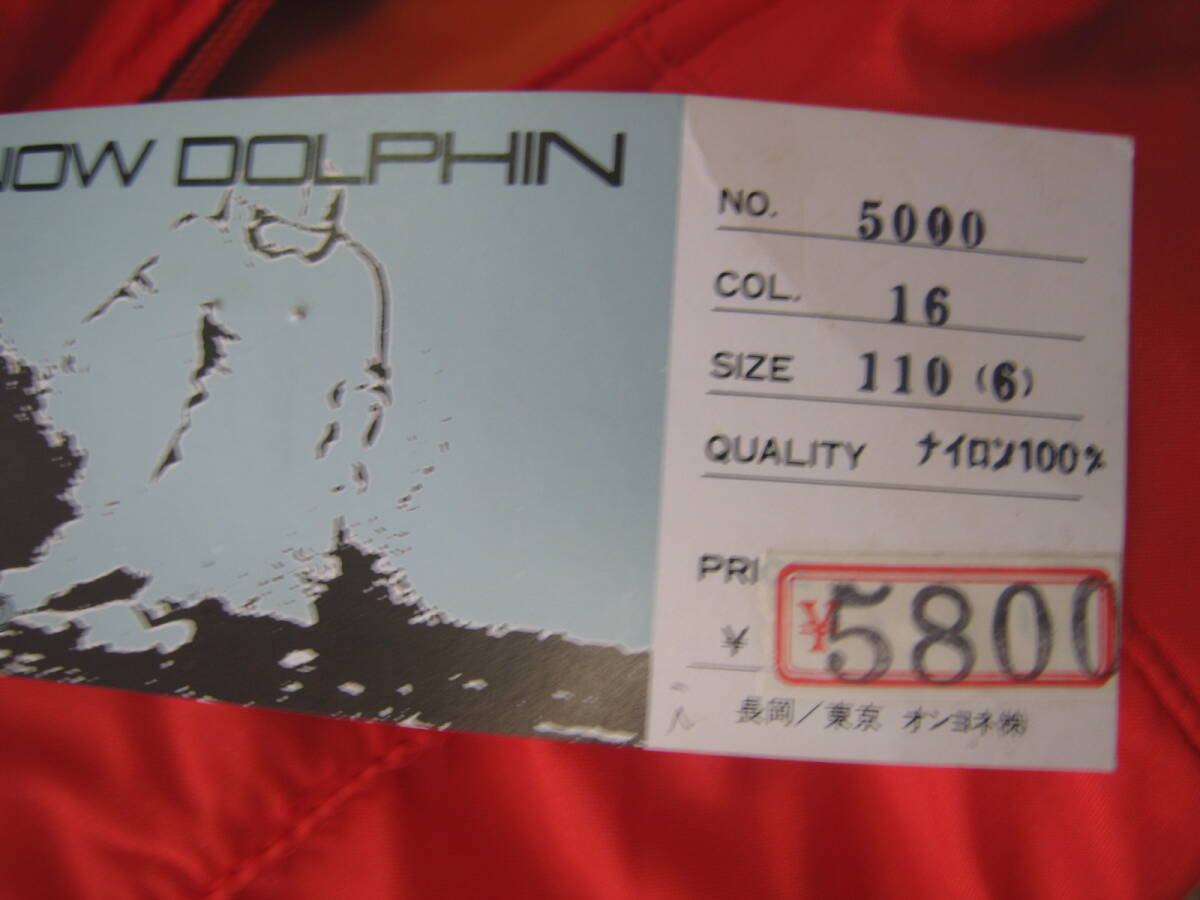 NOW DOLPHIN
NO. 5000
COL. 16
SIZE 110 (6)
QUALITY ナイロン100%
PRI
¥ ¥5800
長岡/東京 オンヨネ㈱